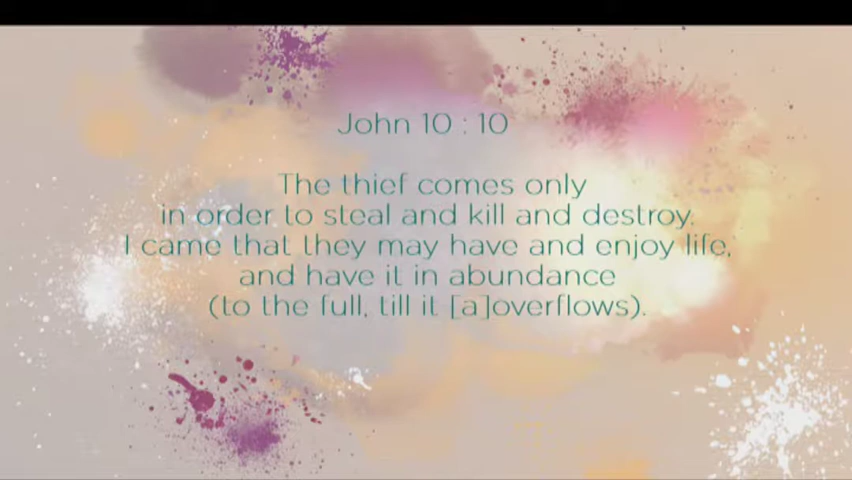 John 10 : 10
The thief comes only
in order to steal and kill and destroy.
I came that they may have and enjoy life,
and have it in abundance
(to the full, till it [a]overflows).